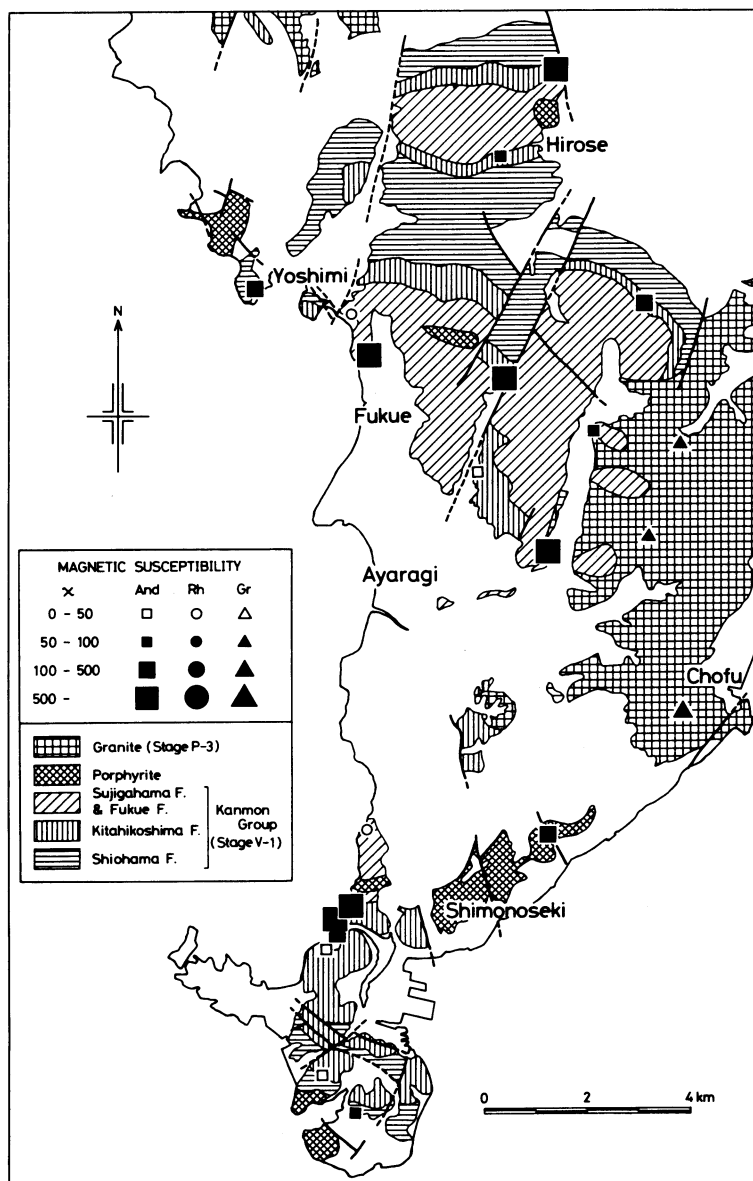 Hirose
Yoshimi
N
Fukue
MAGNETIC SUSCEPTIBILITY
χ And Rh Gr
0 - 50
50 - 100
100 - 500
500 -
Ayaragi
Chofu
Granite (Stage P-3)
Porphyrite
Sujigahama F.
& Fukue F.
Kitahikoshima F.
Shiohama F.
Kanmon
Group
(Stage V-1)
Shimonoseki
0 2 4 km